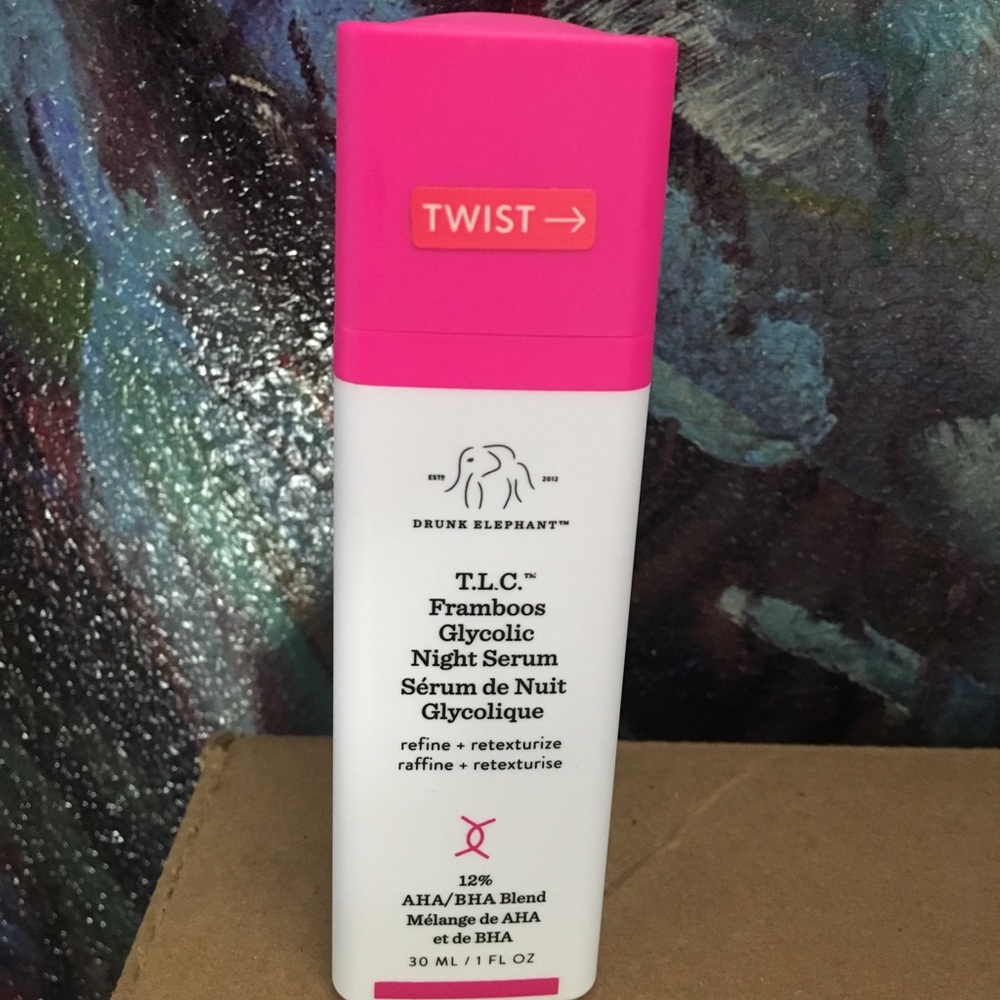 TWIST →
ESTD 2012
DRUNK ELEPHANT™
T.L.C.™
Framboos
Glycolic
Night Serum
Sérum de Nuit
Glycolique
refine + retexturize
raffine + retexturise
12%
AHA/BHA Blend
Mélange de AHA
et de BHA
30 ML / 1 FL OZ